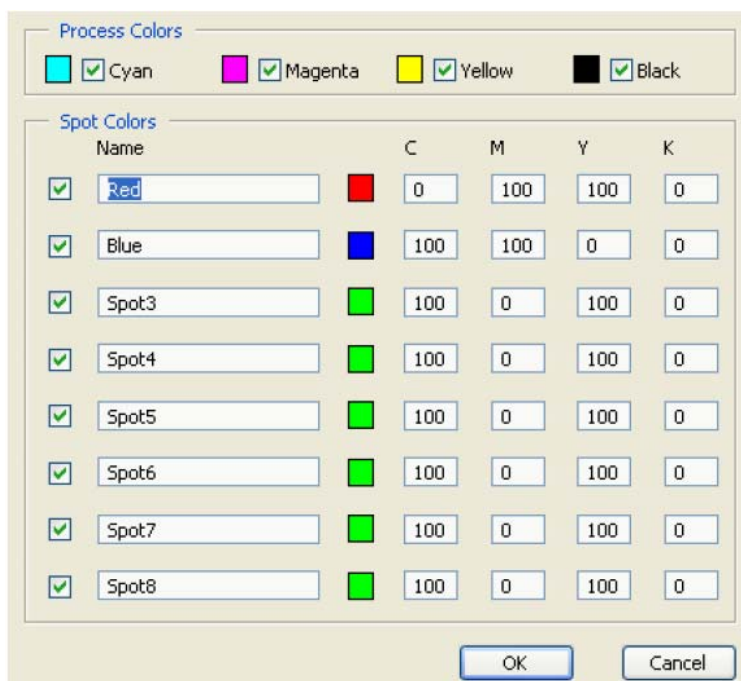 Process Colors
Cyan Magenta Yellow Black
Spot Colors
Name C M Y K
Red 0 100 100 0
Blue 100 100 0 0
Spot3 100 0 100 0
Spot4 100 0 100 0
Spot5 100 0 100 0
Spot6 100 0 100 0
Spot7 100 0 100 0
Spot8 100 0 100 0
OK Cancel